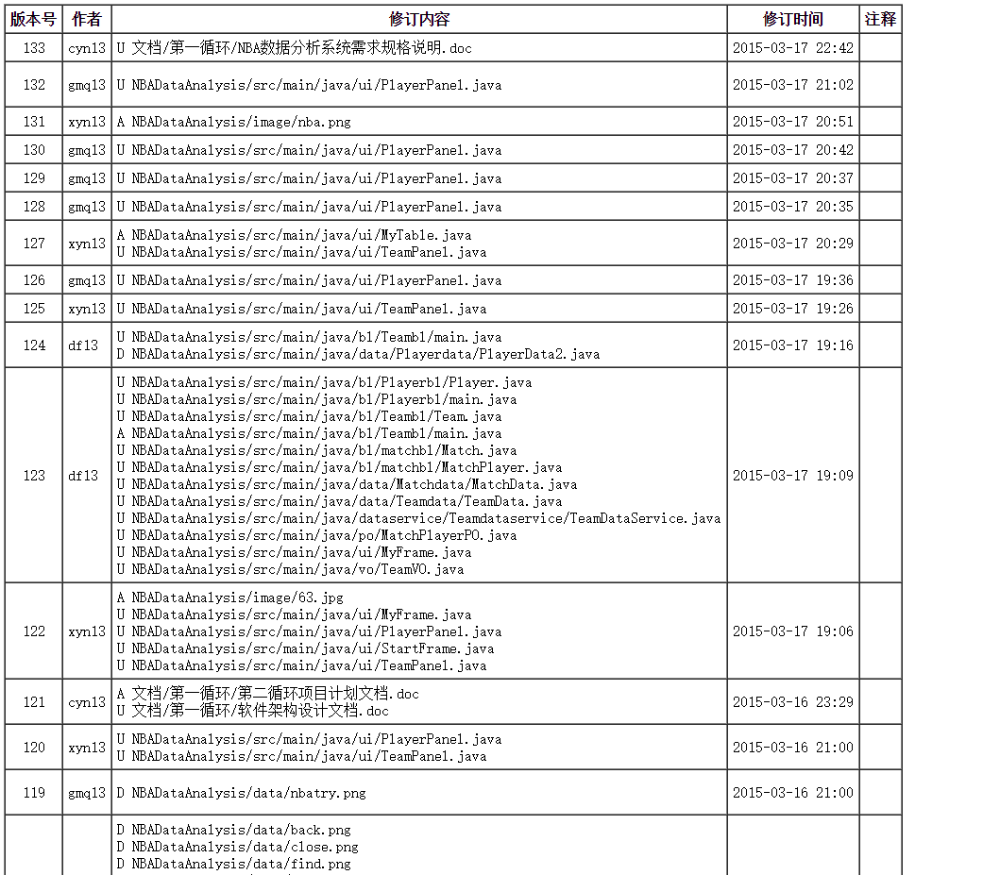 版本号 作者 修订内容 修订时间 注释
133 cyn13 U 文档/第一循环/NBA数据分析系统需求规格说明.doc 2015-03-17 22:42
132 gmq13 U NBADataAnalysis/src/main/java/ui/PlayerPanel.java 2015-03-17 21:02
131 xyn13 A NBADataAnalysis/image/nba.png 2015-03-17 20:51
130 gmq13 U NBADataAnalysis/src/main/java/ui/PlayerPanel.java 2015-03-17 20:42
129 gmq13 U NBADataAnalysis/src/main/java/ui/PlayerPanel.java 2015-03-17 20:37
128 gmq13 U NBADataAnalysis/src/main/java/ui/PlayerPanel.java 2015-03-17 20:35
127 xyn13 A NBADataAnalysis/src/main/java/ui/MyTable.java 2015-03-17 20:29
U NBADataAnalysis/src/main/java/ui/TeamPanel.java
126 gmq13 U NBADataAnalysis/src/main/java/ui/PlayerPanel.java 2015-03-17 19:36
125 xyn13 U NBADataAnalysis/src/main/java/ui/TeamPanel.java 2015-03-17 19:26
124 df13 U NBADataAnalysis/src/main/java/bl/Teambl/main.java 2015-03-17 19:16
D NBADataAnalysis/src/main/java/data/Playerdata/PlayerData2.java
123 df13 U NBADataAnalysis/src/main/java/bl/Playerbl/Player.java 2015-03-17 19:09
U NBADataAnalysis/src/main/java/bl/Playerbl/main.java
U NBADataAnalysis/src/main/java/bl/Teambl/Team.java
A NBADataAnalysis/src/main/java/bl/Teambl/main.java
U NBADataAnalysis/src/main/java/bl/matchbl/Match.java
U NBADataAnalysis/src/main/java/bl/matchbl/MatchPlayer.java
U NBADataAnalysis/src/main/java/data/Matchdata/MatchData.java
U NBADataAnalysis/src/main/java/data/Teamdata/TeamData.java
U NBADataAnalysis/src/main/java/dataservice/Teamdataservice/TeamDataService.java
U NBADataAnalysis/src/main/java/po/MatchPlayerPO.java
U NBADataAnalysis/src/main/java/ui/MyFrame.java
U NBADataAnalysis/src/main/java/vo/TeamVO.java
122 xyn13 A NBADataAnalysis/image/63.jpg 2015-03-17 19:06
U NBADataAnalysis/src/main/java/ui/MyFrame.java
U NBADataAnalysis/src/main/java/ui/PlayerPanel.java
U NBADataAnalysis/src/main/java/ui/StartFrame.java
U NBADataAnalysis/src/main/java/ui/TeamPanel.java
121 cyn13 A 文档/第一循环/第二循环项目计划文档.doc 2015-03-16 23:29
U 文档/第一循环/软件架构设计文档.doc
120 xyn13 U NBADataAnalysis/src/main/java/ui/PlayerPanel.java 2015-03-16 21:00
U NBADataAnalysis/src/main/java/ui/TeamPanel.java
119 gmq13 D NBADataAnalysis/data/nbatry.png 2015-03-16 21:00
D NBADataAnalysis/data/back.png
D NBADataAnalysis/data/close.png
D NBADataAnalysis/data/find.png